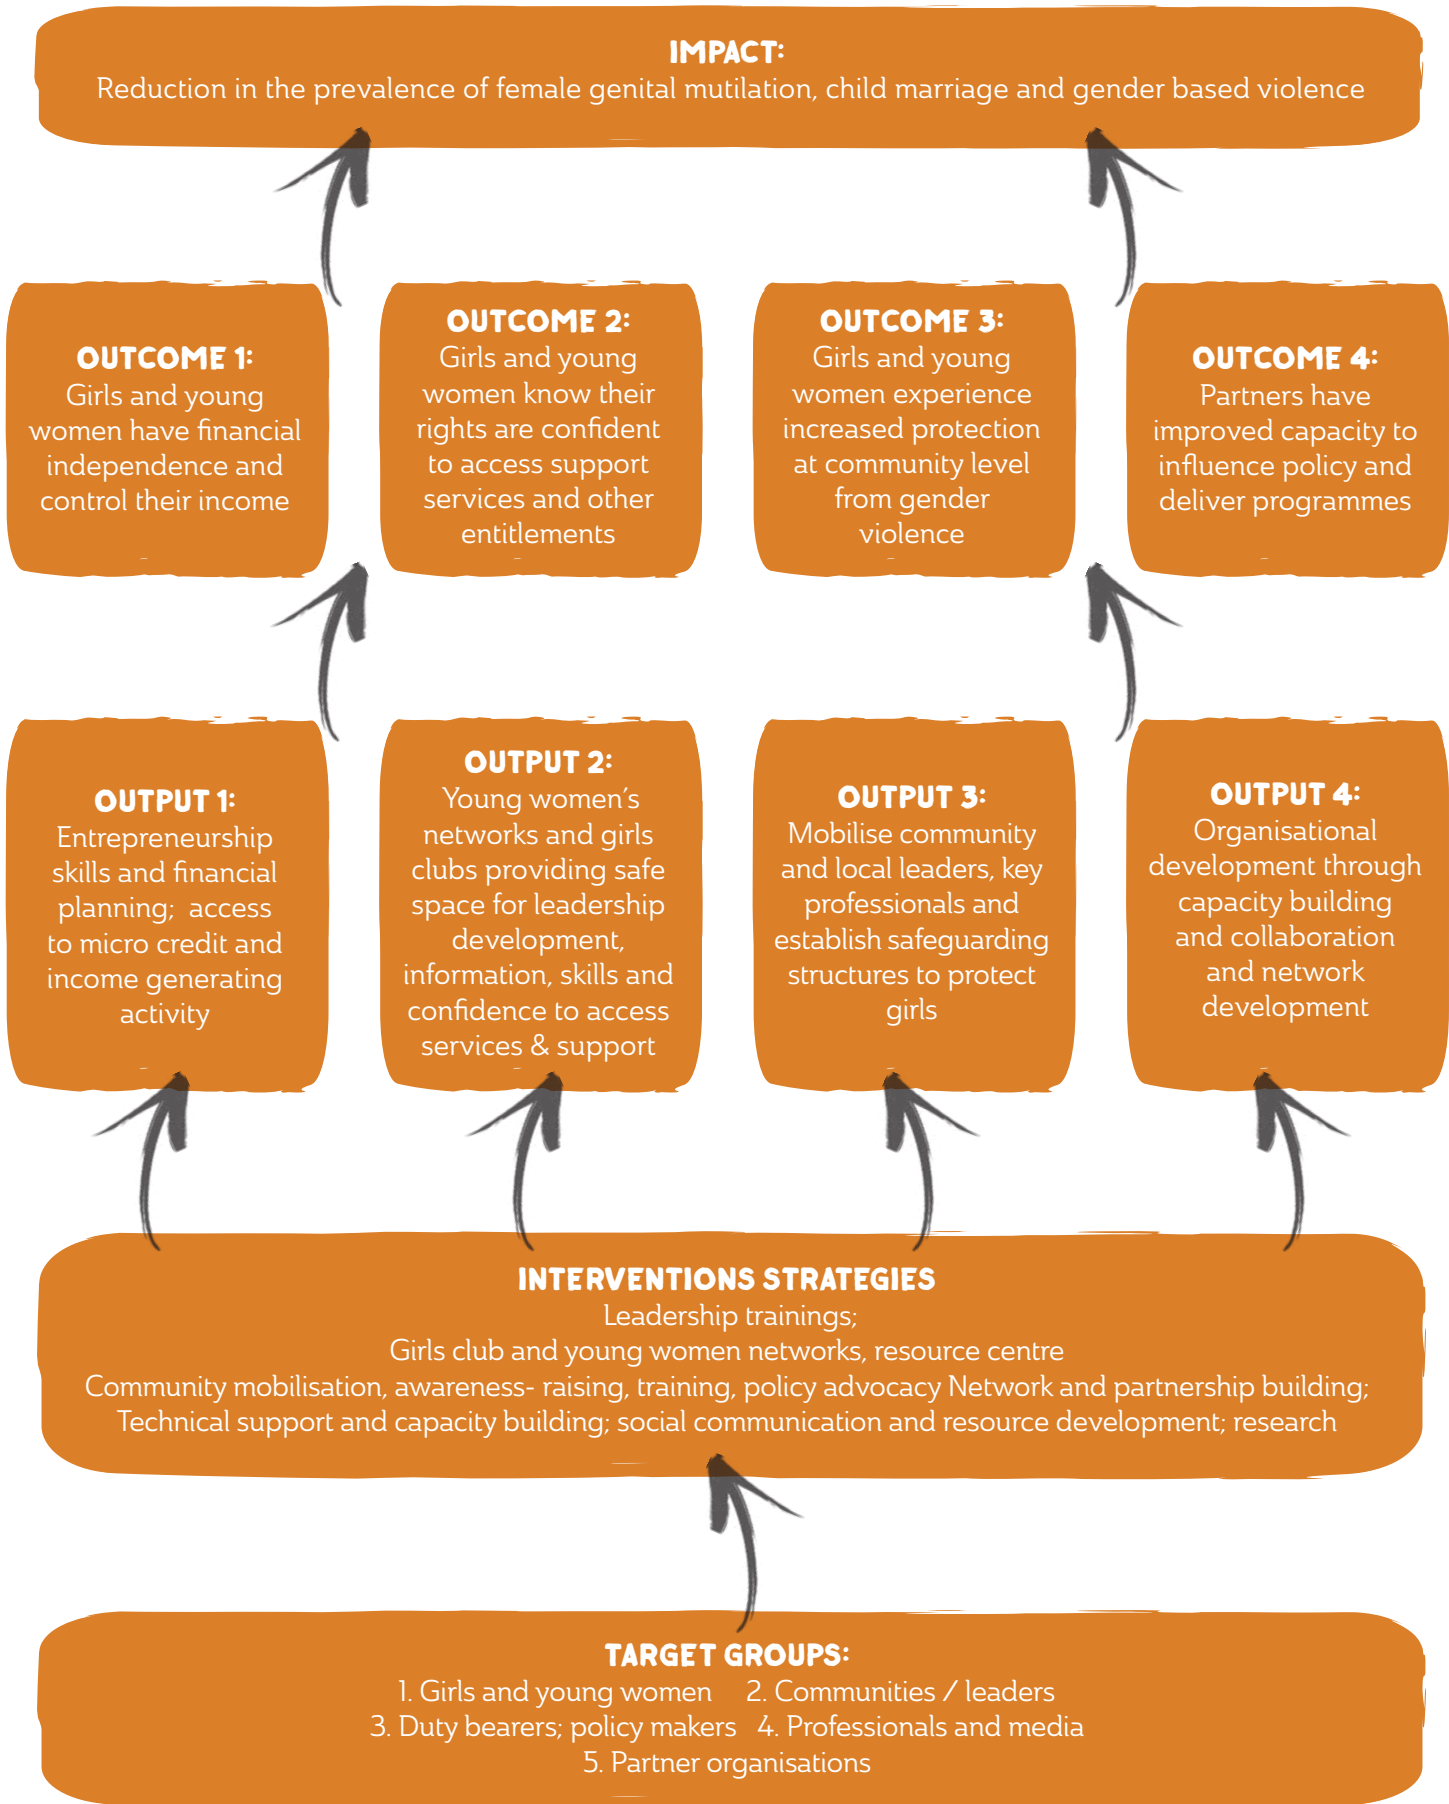 IMPACT:
Reduction in the prevalence of female genital mutilation, child marriage and gender based violence
OUTCOME 1:
Girls and young
women have financial
independence and
control their income
OUTCOME 2:
Girls and young
women know their
rights are confident
to access support
services and other
entitlements
OUTCOME 3:
Girls and young
women experience
increased protection
at community level
from gender
violence
OUTCOME 4:
Partners have
improved capacity to
influence policy and
deliver programmes
OUTPUT 1:
Entrepreneurship
skills and financial
planning; access
to micro credit and
income generating
activity
OUTPUT 2:
Young women's
networks and girls
clubs providing safe
space for leadership
development,
information, skills and
confidence to access
services & support
OUTPUT 3:
Mobilise community
and local leaders, key
professionals and
establish safeguarding
structures to protect
girls
OUTPUT 4:
Organisational
development through
capacity building
and collaboration
and network
development
INTERVENTIONS STRATEGIES
Leadership trainings;
Girls club and young women networks, resource centre
Community mobilisation, awareness- raising, training, policy advocacy Network and partnership building;
Technical support and capacity building; social communication and resource development; research
TARGET GROUPS:
1. Girls and young women 2. Communities / leaders
3. Duty bearers; policy makers 4. Professionals and media
5. Partner organisations